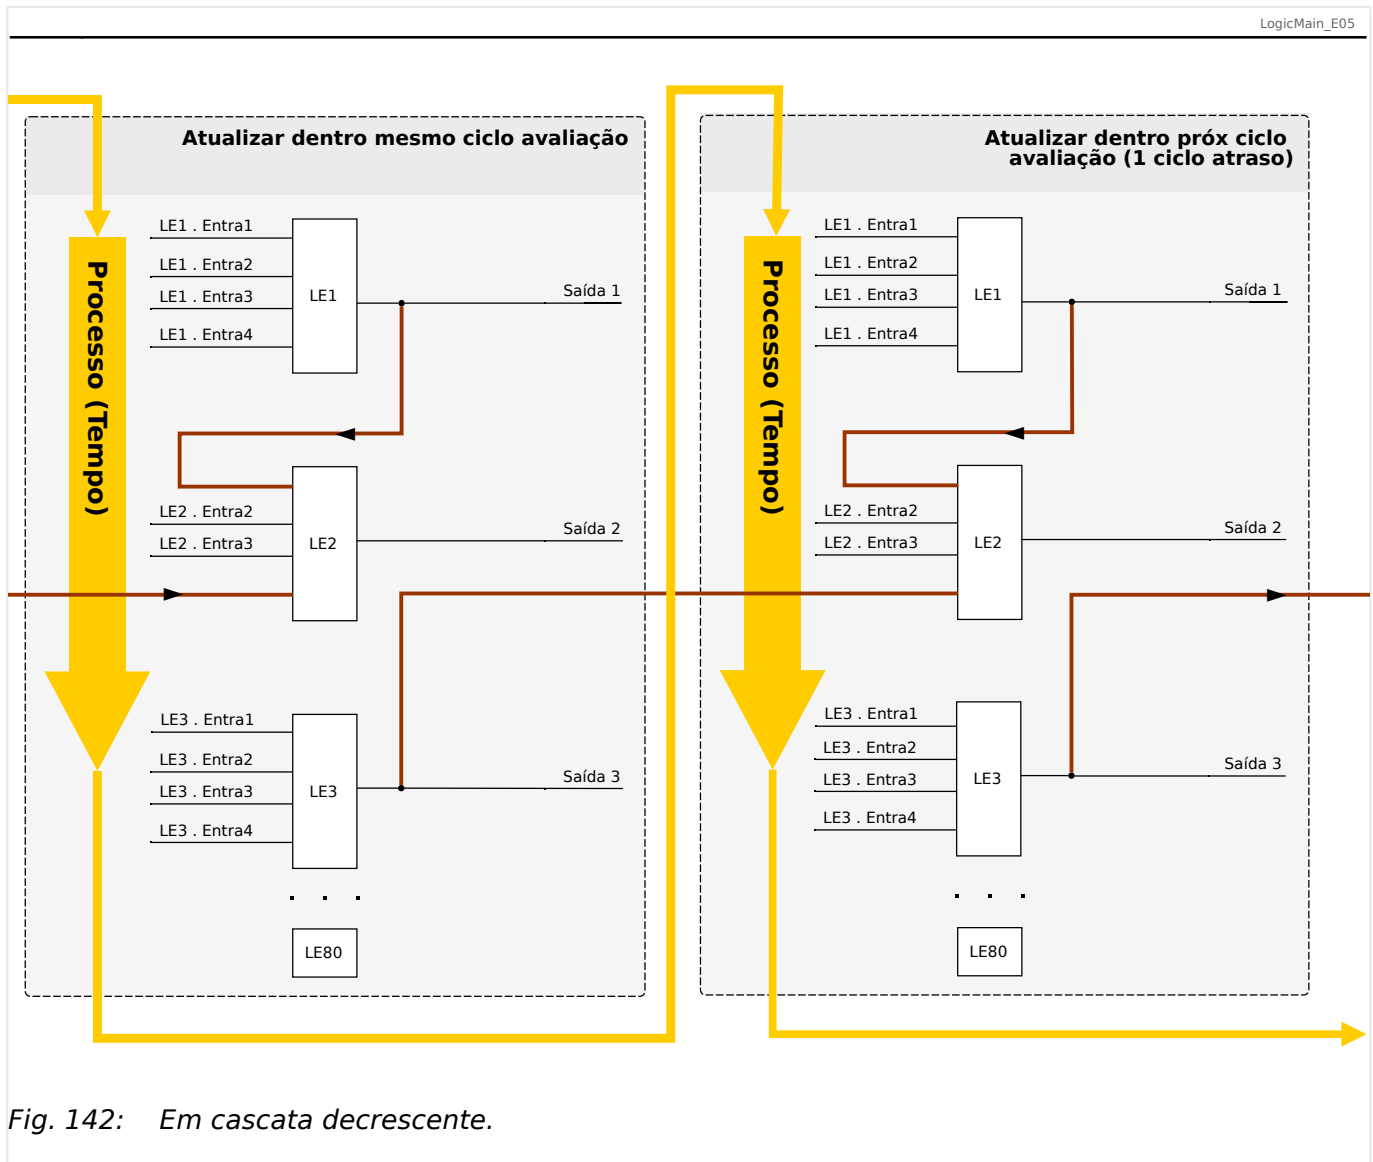 LogicMain_E05
Atualizar dentro mesmo ciclo avaliação
Processo (Tempo)
LE1 . Entra1
LE1 . Entra2
LE1 . Entra3
LE1 . Entra4
LE1
Saída 1
LE2 . Entra2
LE2 . Entra3
LE2
Saída 2
LE3 . Entra1
LE3 . Entra2
LE3 . Entra3
LE3 . Entra4
LE3
Saída 3
. . .
LE80
Atualizar dentro próx ciclo
avaliação (1 ciclo atraso)
Processo (Tempo)
LE1 . Entra1
LE1 . Entra2
LE1 . Entra3
LE1 . Entra4
LE1
Saída 1
LE2 . Entra2
LE2 . Entra3
LE2
Saída 2
LE3 . Entra1
LE3 . Entra2
LE3 . Entra3
LE3 . Entra4
LE3
Saída 3
. . .
LE80
Fig. 142: Em cascata decrescente.